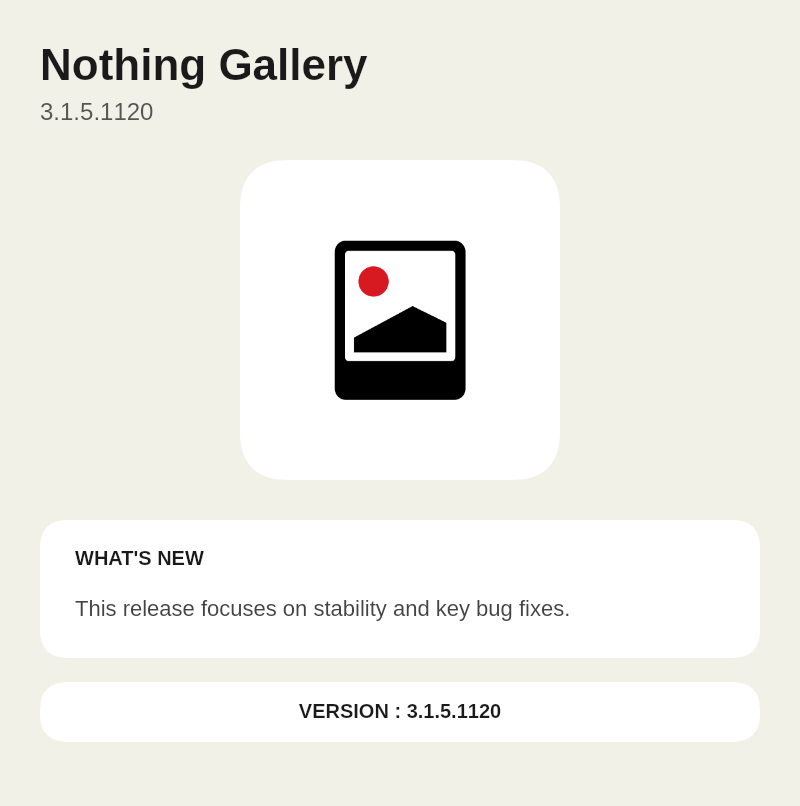 Nothing Gallery
3.1.5.1120
WHAT'S NEW
This release focuses on stability and key bug fixes.
VERSION : 3.1.5.1120